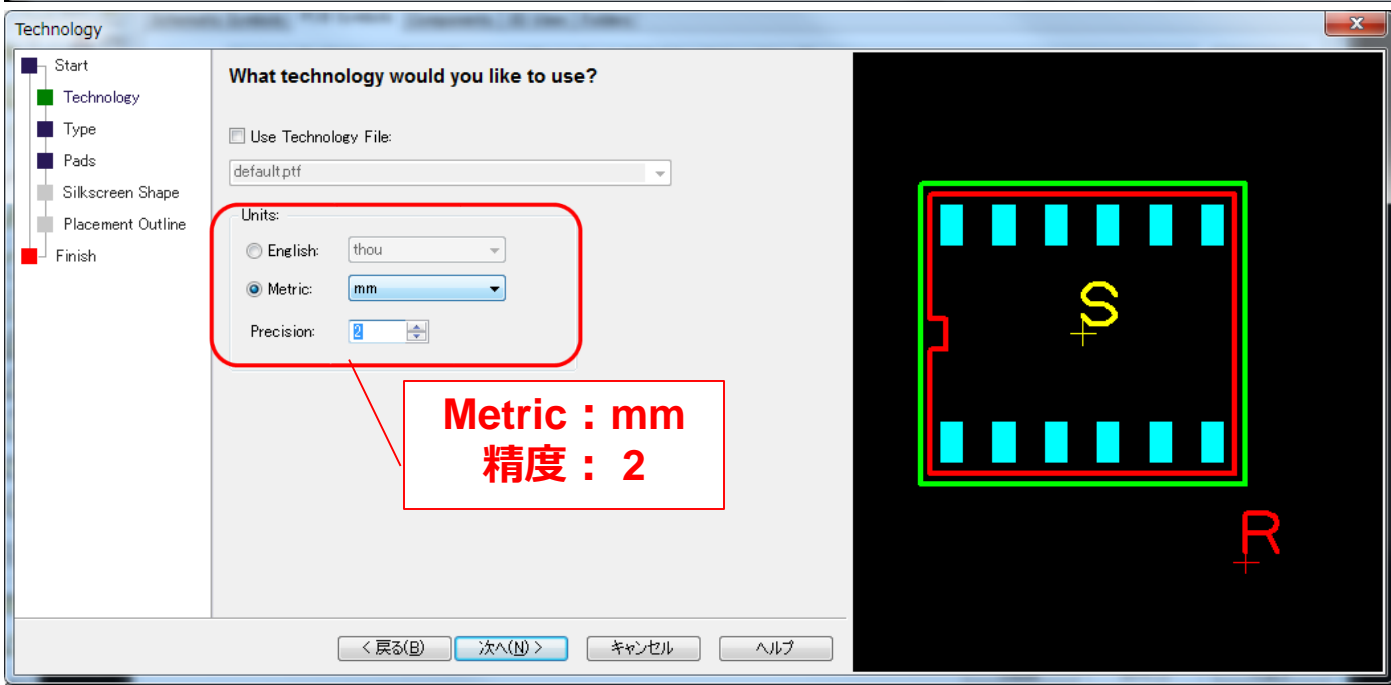 Technology
Start
Technology
Type
Pads
Silkscreen Shape
Placement Outline
Finish
What technology would you like to use?
Use Technology File:
default.ptf
Units:
English: thou
Metric: mm
Precision: 2
Metric：mm
精度： 2
S
R
< 戻る(B)
次へ(N) >
キャンセル
ヘルプ